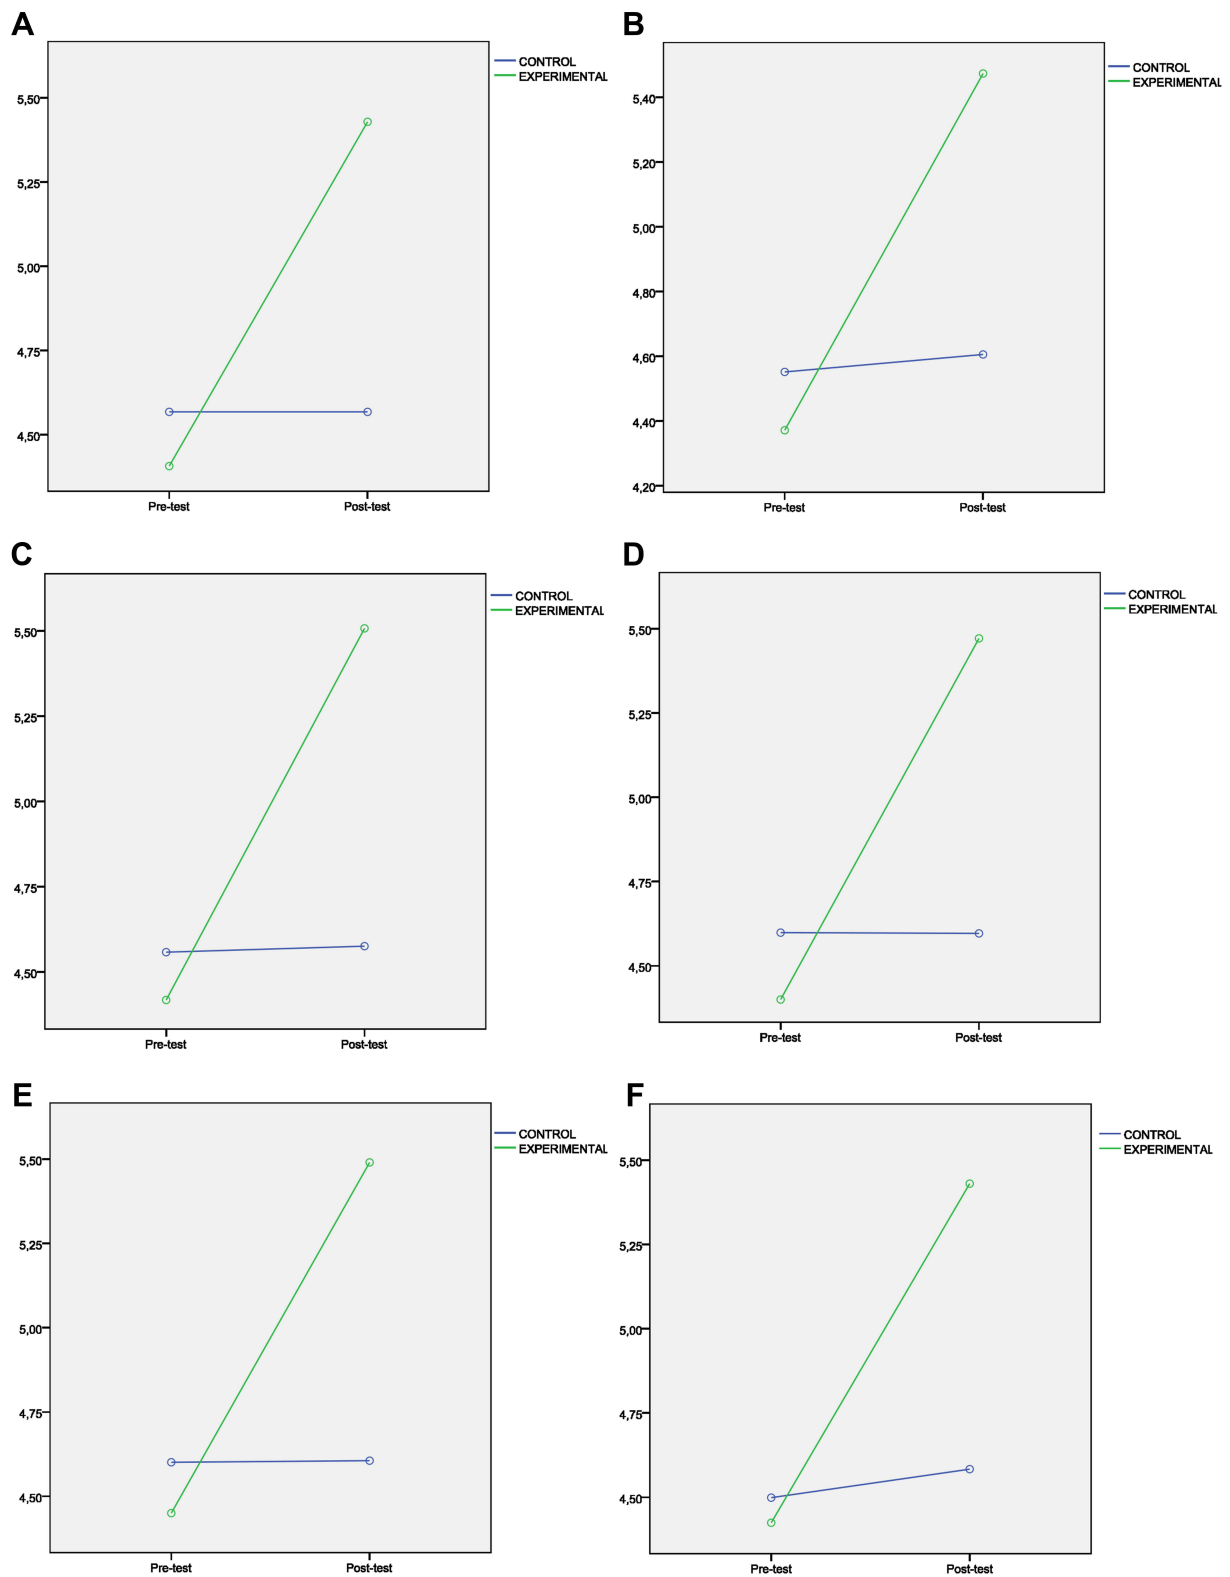 A
CONTROL
EXPERIMENTAL
5,50
5,25
5,00
4,75
4,50
Pre-test
Post-test
B
CONTROL
EXPERIMENTAL
5,40
5,20
5,00
4,80
4,60
4,40
4,20
Pre-test
Post-test
C
CONTROL
EXPERIMENTAL
5,50
5,25
5,00
4,75
4,50
Pre-test
Post-test
D
CONTROL
EXPERIMENTAL
5,50
5,25
5,00
4,75
4,50
Pre-test
Post-test
E
CONTROL
EXPERIMENTAL
5,50
5,25
5,00
4,75
4,50
Pre-test
Post-test
F
CONTROL
EXPERIMENTAL
5,50
5,25
5,00
4,75
4,50
Pre-test
Post-test